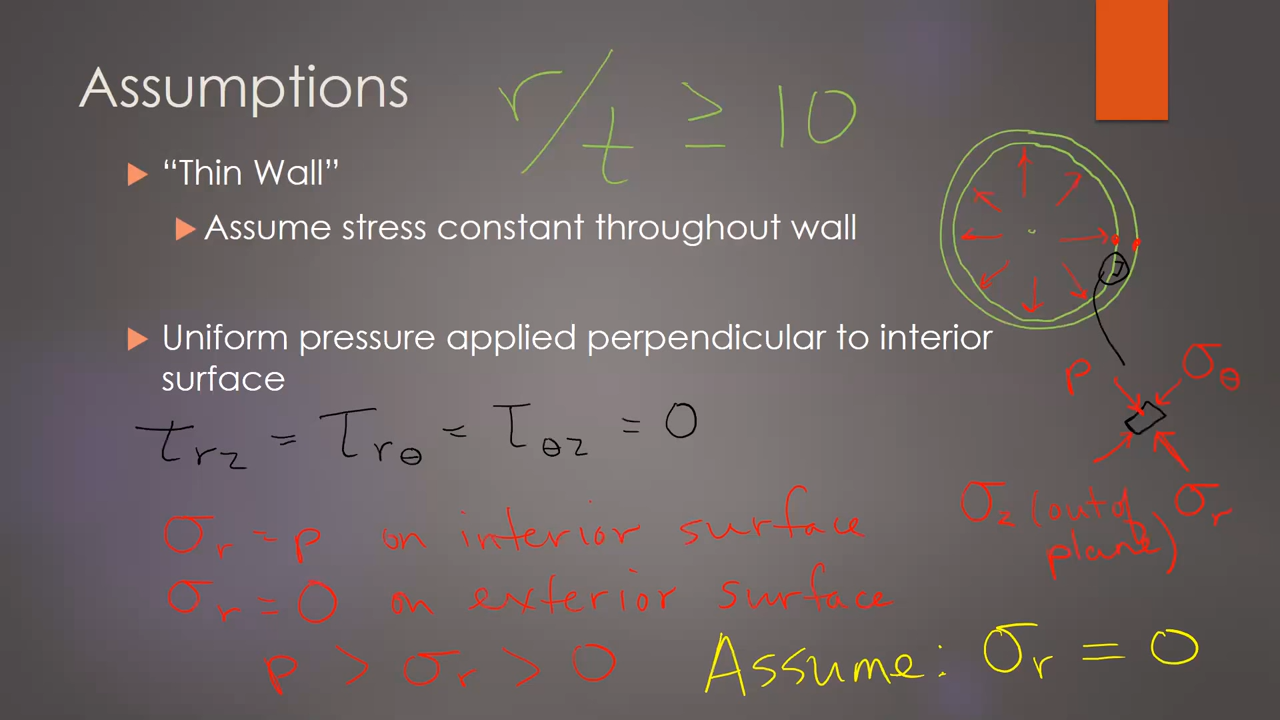 Assumptions
r/t ≥ 10
"Thin Wall"
Assume stress constant throughout wall
Uniform pressure applied perpendicular to interior
surface
τrz = τrθ = τθz = 0
σr = p on interior surface
σr = 0 on exterior surface
p > σr > 0
Assume: σr = 0
p
σθ
σz (out of
plane)
σr